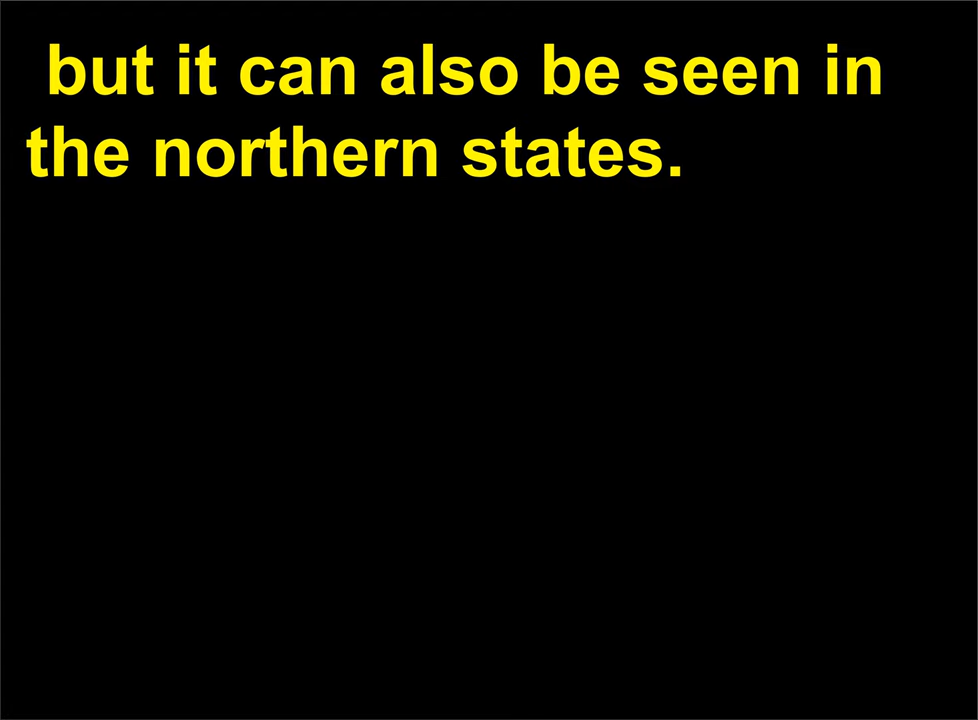 but it can also be seen in
the northern states.